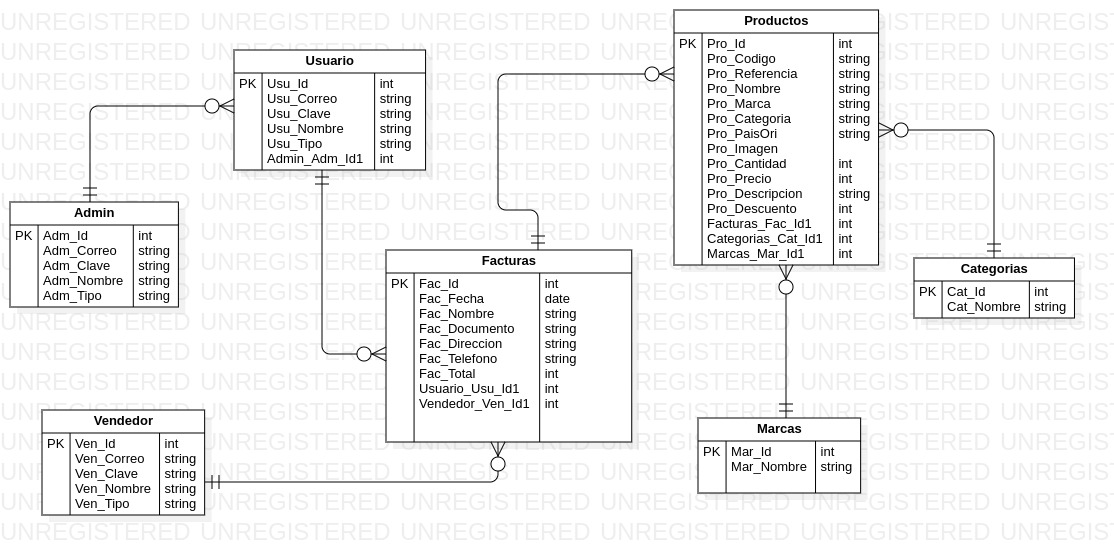 Productos
PK Pro_Id int
Pro_Codigo string
Pro_Referencia string
Pro_Nombre string
Pro_Marca string
Pro_Categoria string
Pro_PaisOri string
Pro_Imagen
Pro_Cantidad int
Pro_Precio int
Pro_Descripcion string
Pro_Descuento int
Facturas_Fac_Id1 int
Categorias_Cat_Id1 int
Marcas_Mar_Id1 int
Usuario
PK Usu_Id int
Usu_Correo string
Usu_Clave string
Usu_Nombre string
Usu_Tipo string
Admin_Adm_Id1 int
Admin
PK Adm_Id int
Adm_Correo string
Adm_Clave string
Adm_Nombre string
Adm_Tipo string
Facturas
PK Fac_Id int
Fac_Fecha date
Fac_Nombre string
Fac_Documento string
Fac_Direccion string
Fac_Telefono string
Fac_Total int
Usuario_Usu_Id1 int
Vendedor_Ven_Id1 int
Categorias
PK Cat_Id int
Cat_Nombre string
Vendedor
PK Ven_Id int
Ven_Correo string
Ven_Clave string
Ven_Nombre string
Ven_Tipo string
Marcas
PK Mar_Id int
Mar_Nombre string
UNREGISTERED